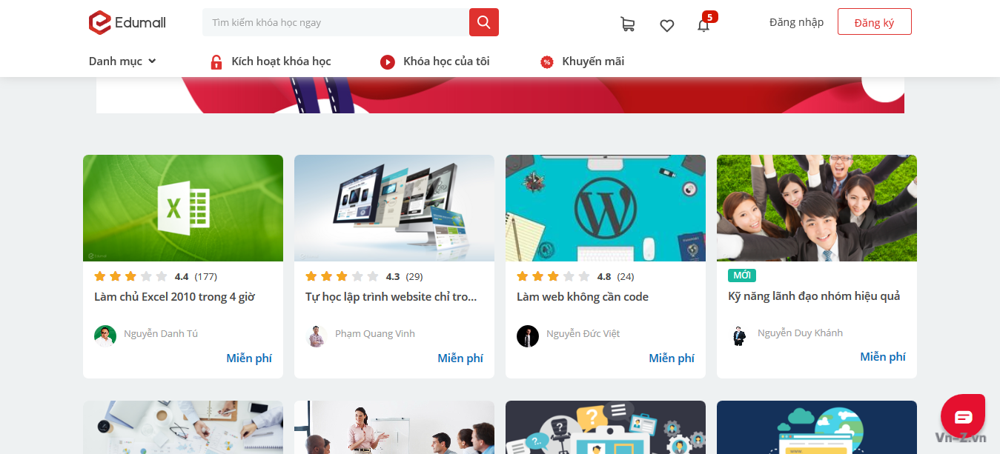 Edumall
Tìm kiếm khóa học ngay
5
Đăng nhập
Đăng ký
Danh mục
Kích hoạt khóa học
Khóa học của tôi
%
Khuyến mãi
X
Edumall
W
4.4 (177)
Làm chủ Excel 2010 trong 4 giờ
Nguyễn Danh Tú
Miễn phí
4.3 (29)
Tự học lập trình website chỉ tro...
Phạm Quang Vinh
Miễn phí
4.8 (24)
Làm web không cần code
Nguyễn Đức Việt
Miễn phí
MỚI
Kỹ năng lãnh đạo nhóm hiệu quả
Nguyễn Duy Khánh
Miễn phí
Vn-Z.vn